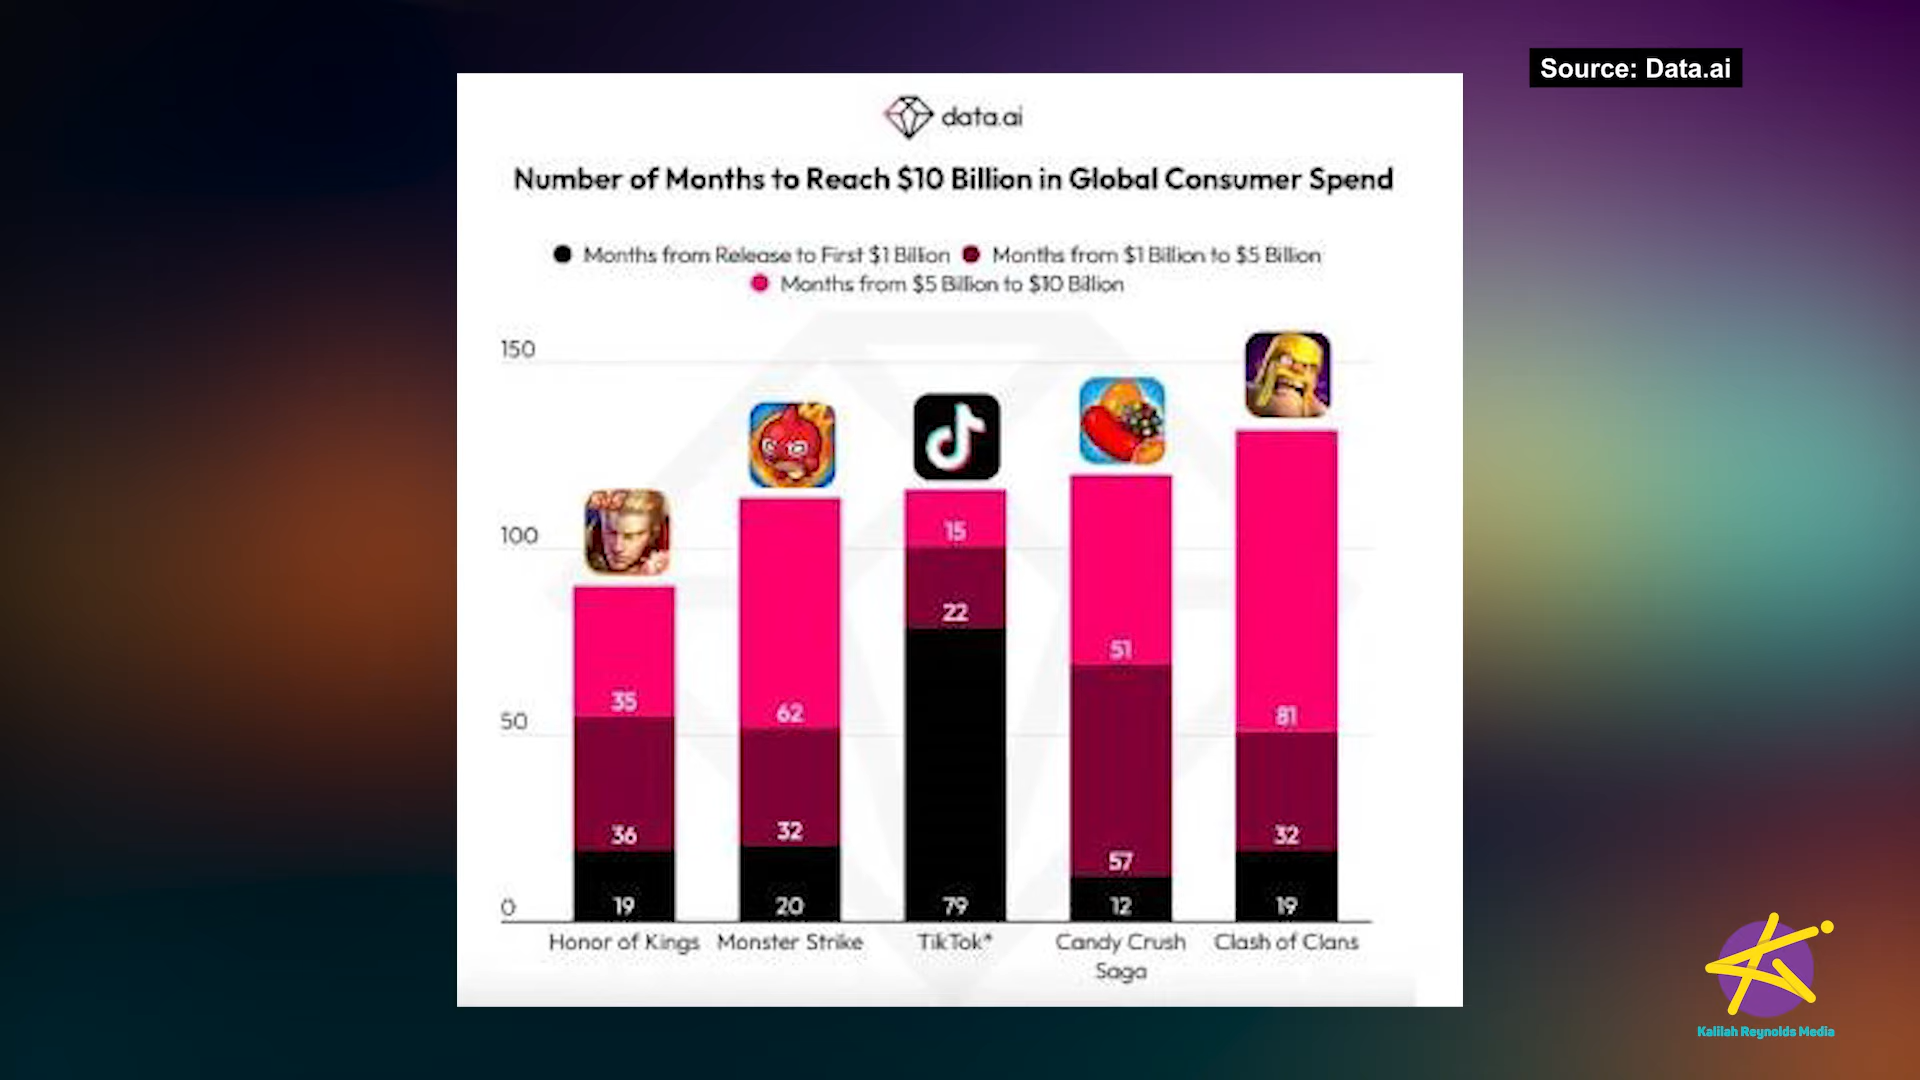 Source: Data.ai
data.ai
Number of Months to Reach $10 Billion in Global Consumer Spend
Months from Release to First $1 Billion Months from $1 Billion to $5 Billion
Months from $5 Billion to $10 Billion
150
100
50
0
35
36
19
62
32
20
15
22
79
51
57
12
81
32
19
Honor of Kings Monster Strike TikTok* Candy Crush Saga Clash of Clans
Kalilah Reynolds Media